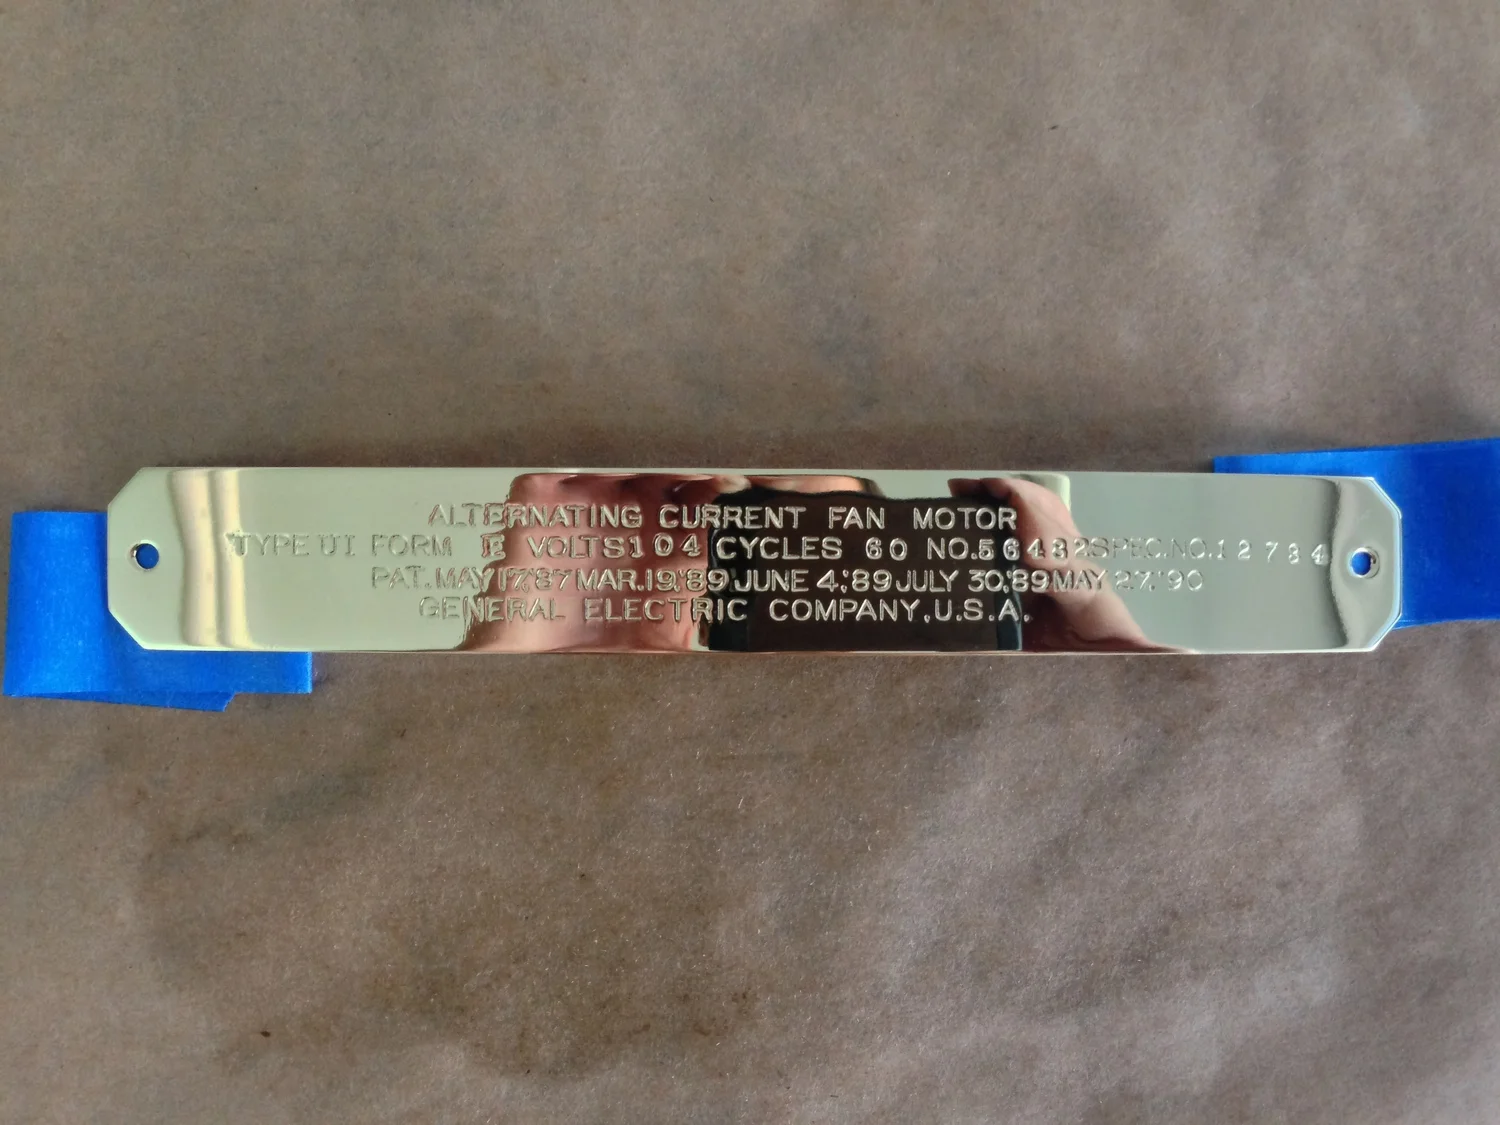 ALTERNATING CURRENT FAN MOTOR
TYPE UI FORM E VOLTS 104 CYCLES 60 NO.56482 SPEC.NO.12734
PAT. MAY 17,'87 MAR.19,'89 JUNE 4,'89 JULY 30,'89 MAY 27,'90
GENERAL ELECTRIC COMPANY, U.S.A.